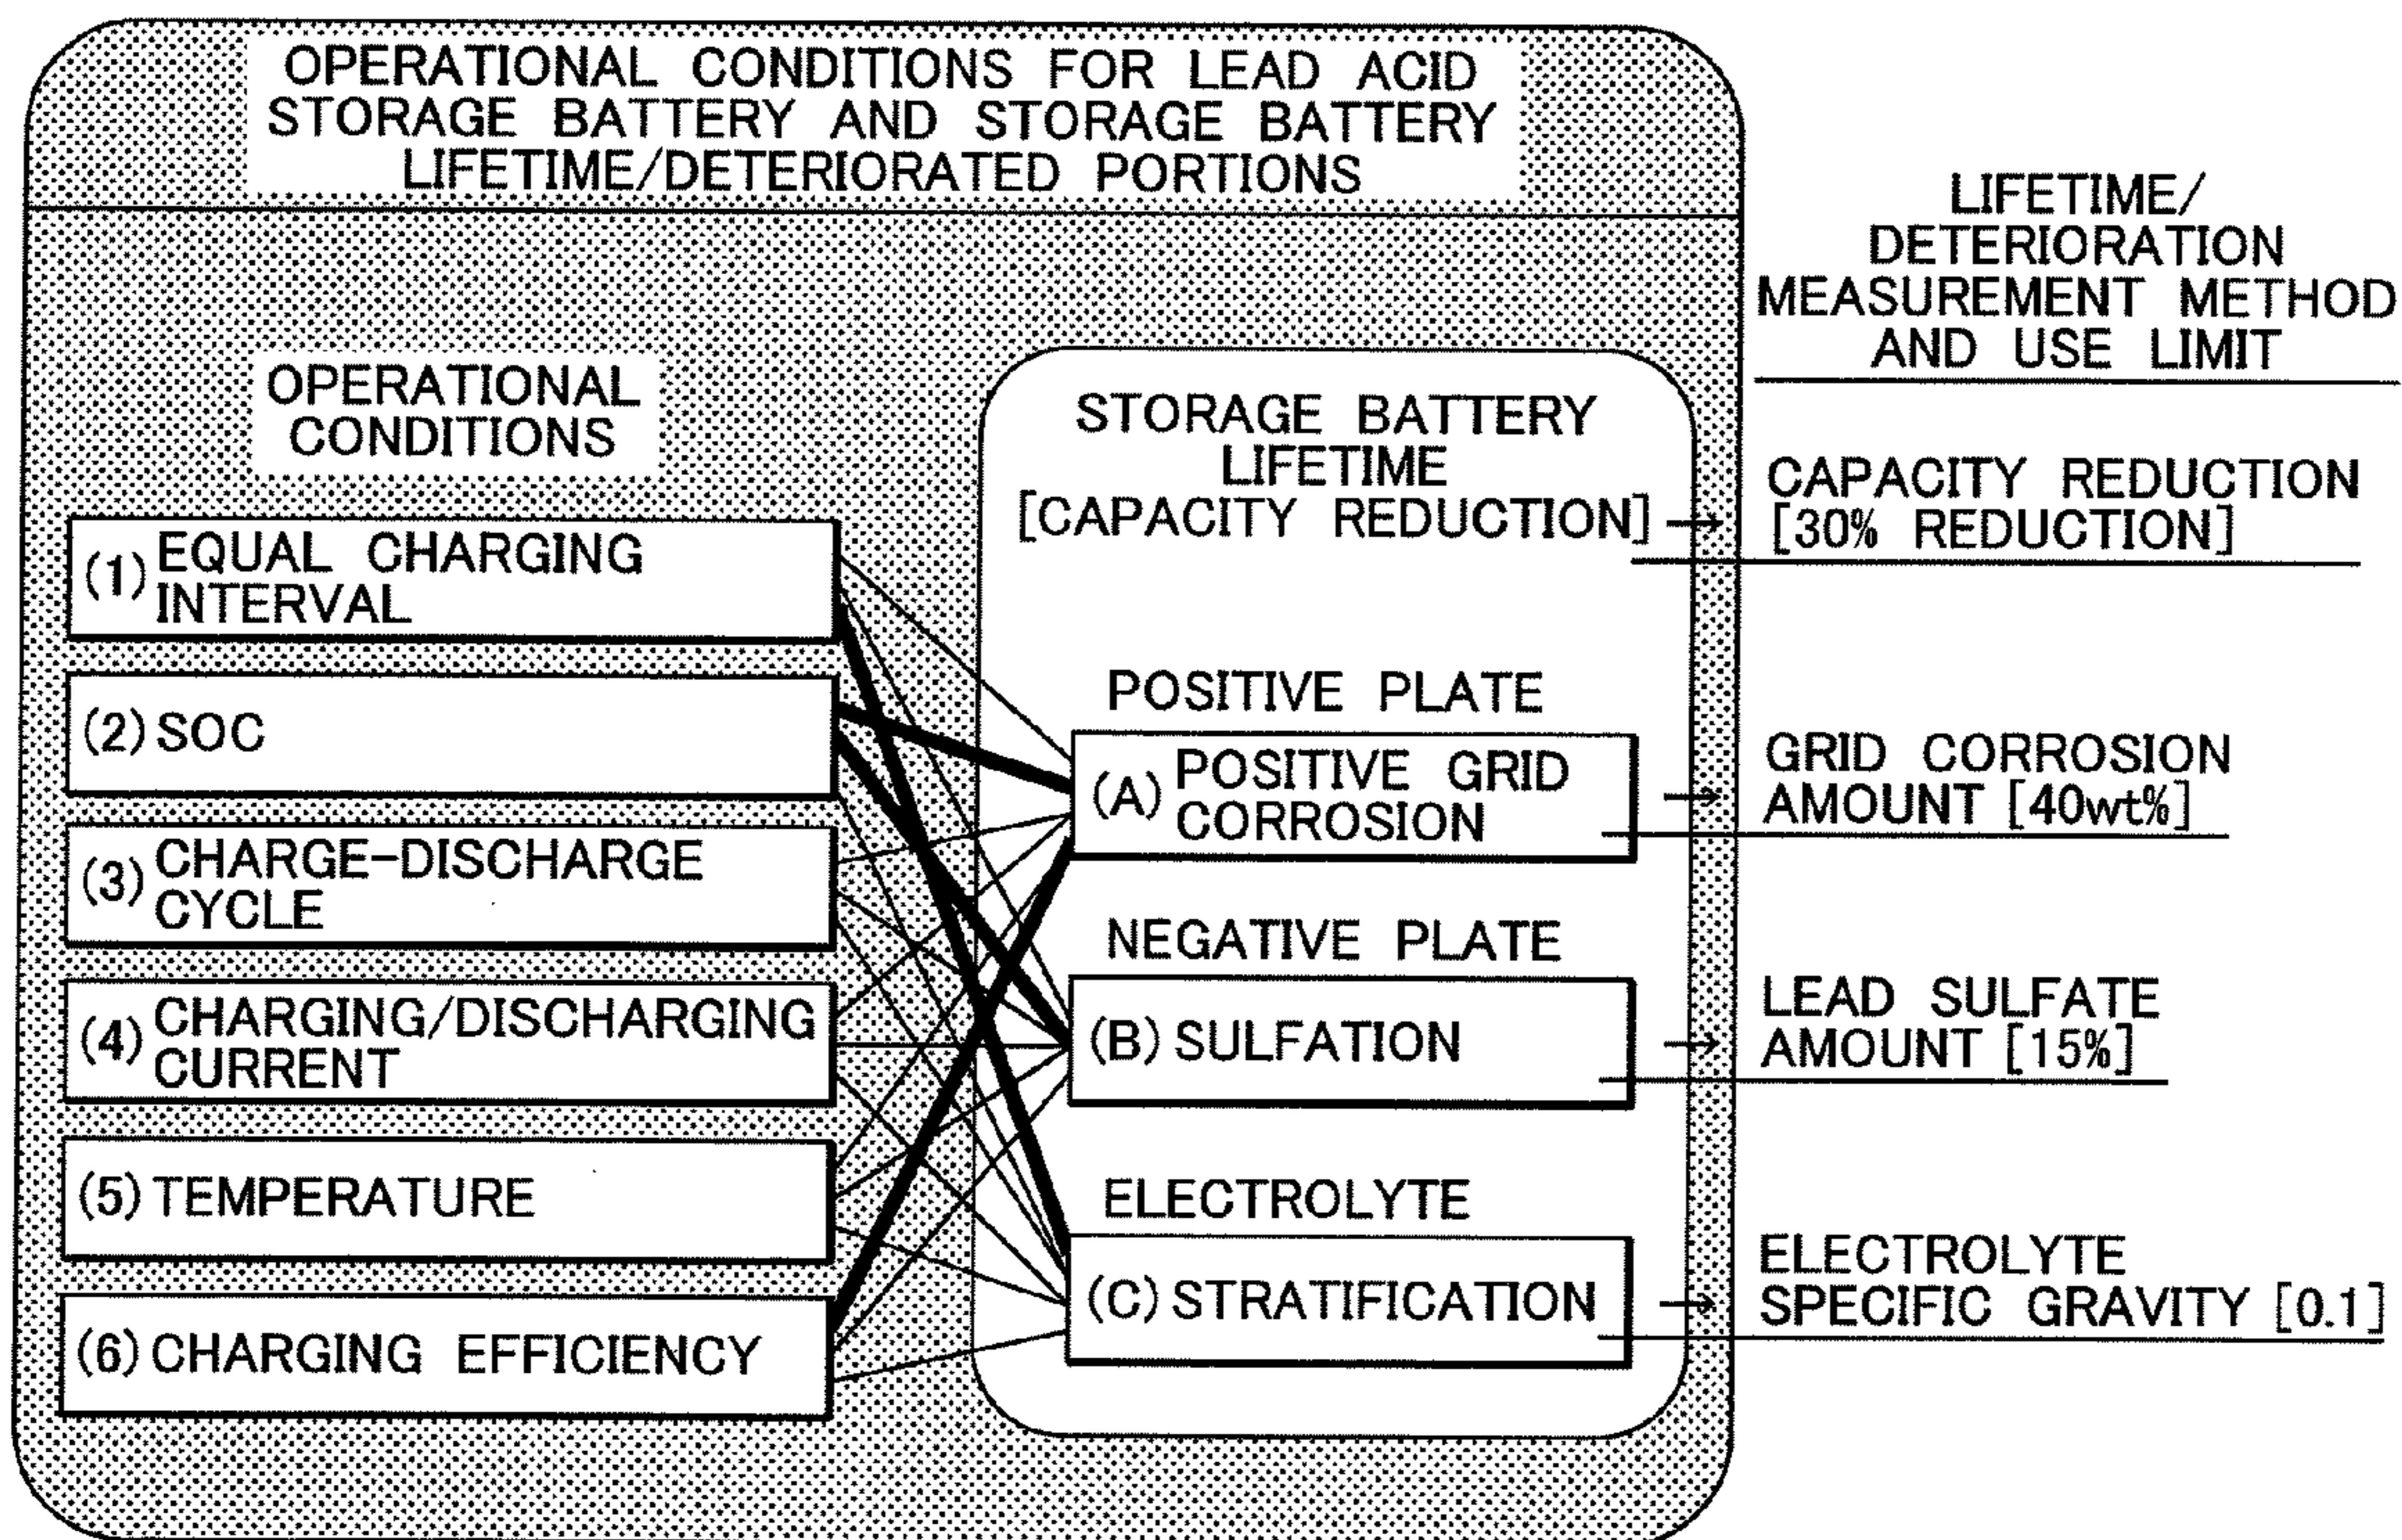 OPERATIONAL CONDITIONS FOR LEAD ACID
STORAGE BATTERY AND STORAGE BATTERY
LIFETIME/DETERIORATED PORTIONS
LIFETIME/
DETERIORATION
MEASUREMENT METHOD
AND USE LIMIT
OPERATIONAL
CONDITIONS
(1) EQUAL CHARGING
INTERVAL
(2) SOC
(3) CHARGE-DISCHARGE
CYCLE
(4) CHARGING/DISCHARGING
CURRENT
(5) TEMPERATURE
(6) CHARGING EFFICIENCY
STORAGE BATTERY
LIFETIME
[CAPACITY REDUCTION]
CAPACITY REDUCTION
[30% REDUCTION]
POSITIVE PLATE
(A) POSITIVE GRID
CORROSION
GRID CORROSION
AMOUNT [40wt%]
NEGATIVE PLATE
(B) SULFATION
LEAD SULFATE
AMOUNT [15%]
ELECTROLYTE
(C) STRATIFICATION
ELECTROLYTE
SPECIFIC GRAVITY [0.1]